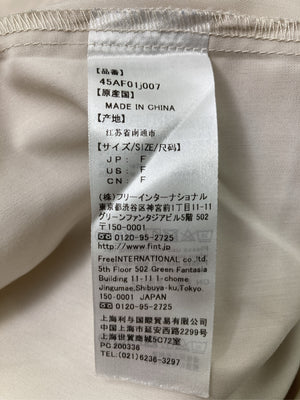 【品番】
45AF01j007
【原産国】
MADE IN CHINA
【产地】
江苏省南通市
【サイズ/SIZE/尺码】
JP: F
US: F
CN: F
(株)フリーインターナショナル
東京都渋谷区神宮前1丁目11-11
グリーンファンタジアビル5階 502
〒150-0001
0120-95-2725
http://www.fint.jp
FreeINTERNATIONAL co.,ltd.
5th Floor 502 Green Fantasia
Building 11-11 1-chome,
Jingumae,Shibuya-ku,Tokyo.
150-0001 JAPAN
0120-95-2725
上海利与国際貿易有限公司
中国上海市延安西路2299号
上海世貿商城5C72室
PC 200336
TEL:(021)6236-3297